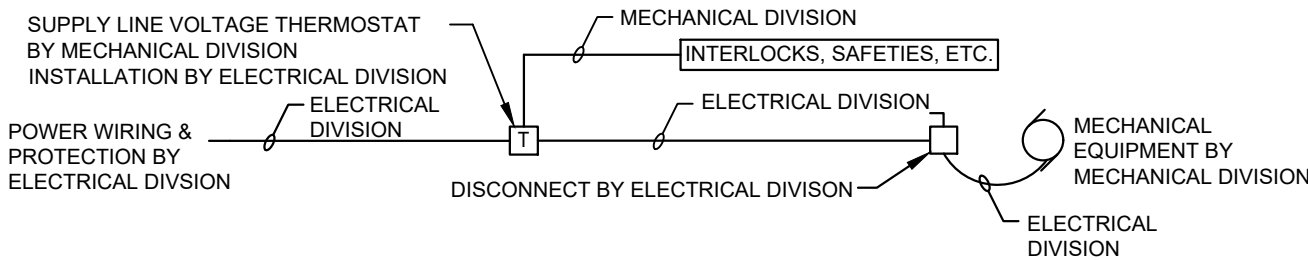 SUPPLY LINE VOLTAGE THERMOSTAT
BY MECHANICAL DIVISION
INSTALLATION BY ELECTRICAL DIVISION
MECHANICAL DIVISION
INTERLOCKS, SAFETIES, ETC.
ELECTRICAL
DIVISION
ELECTRICAL DIVISION
POWER WIRING &
PROTECTION BY
ELECTRICAL DIVSION
T
MECHANICAL
EQUIPMENT BY
MECHANICAL DIVISION
DISCONNECT BY ELECTRICAL DIVISON
ELECTRICAL
DIVISION